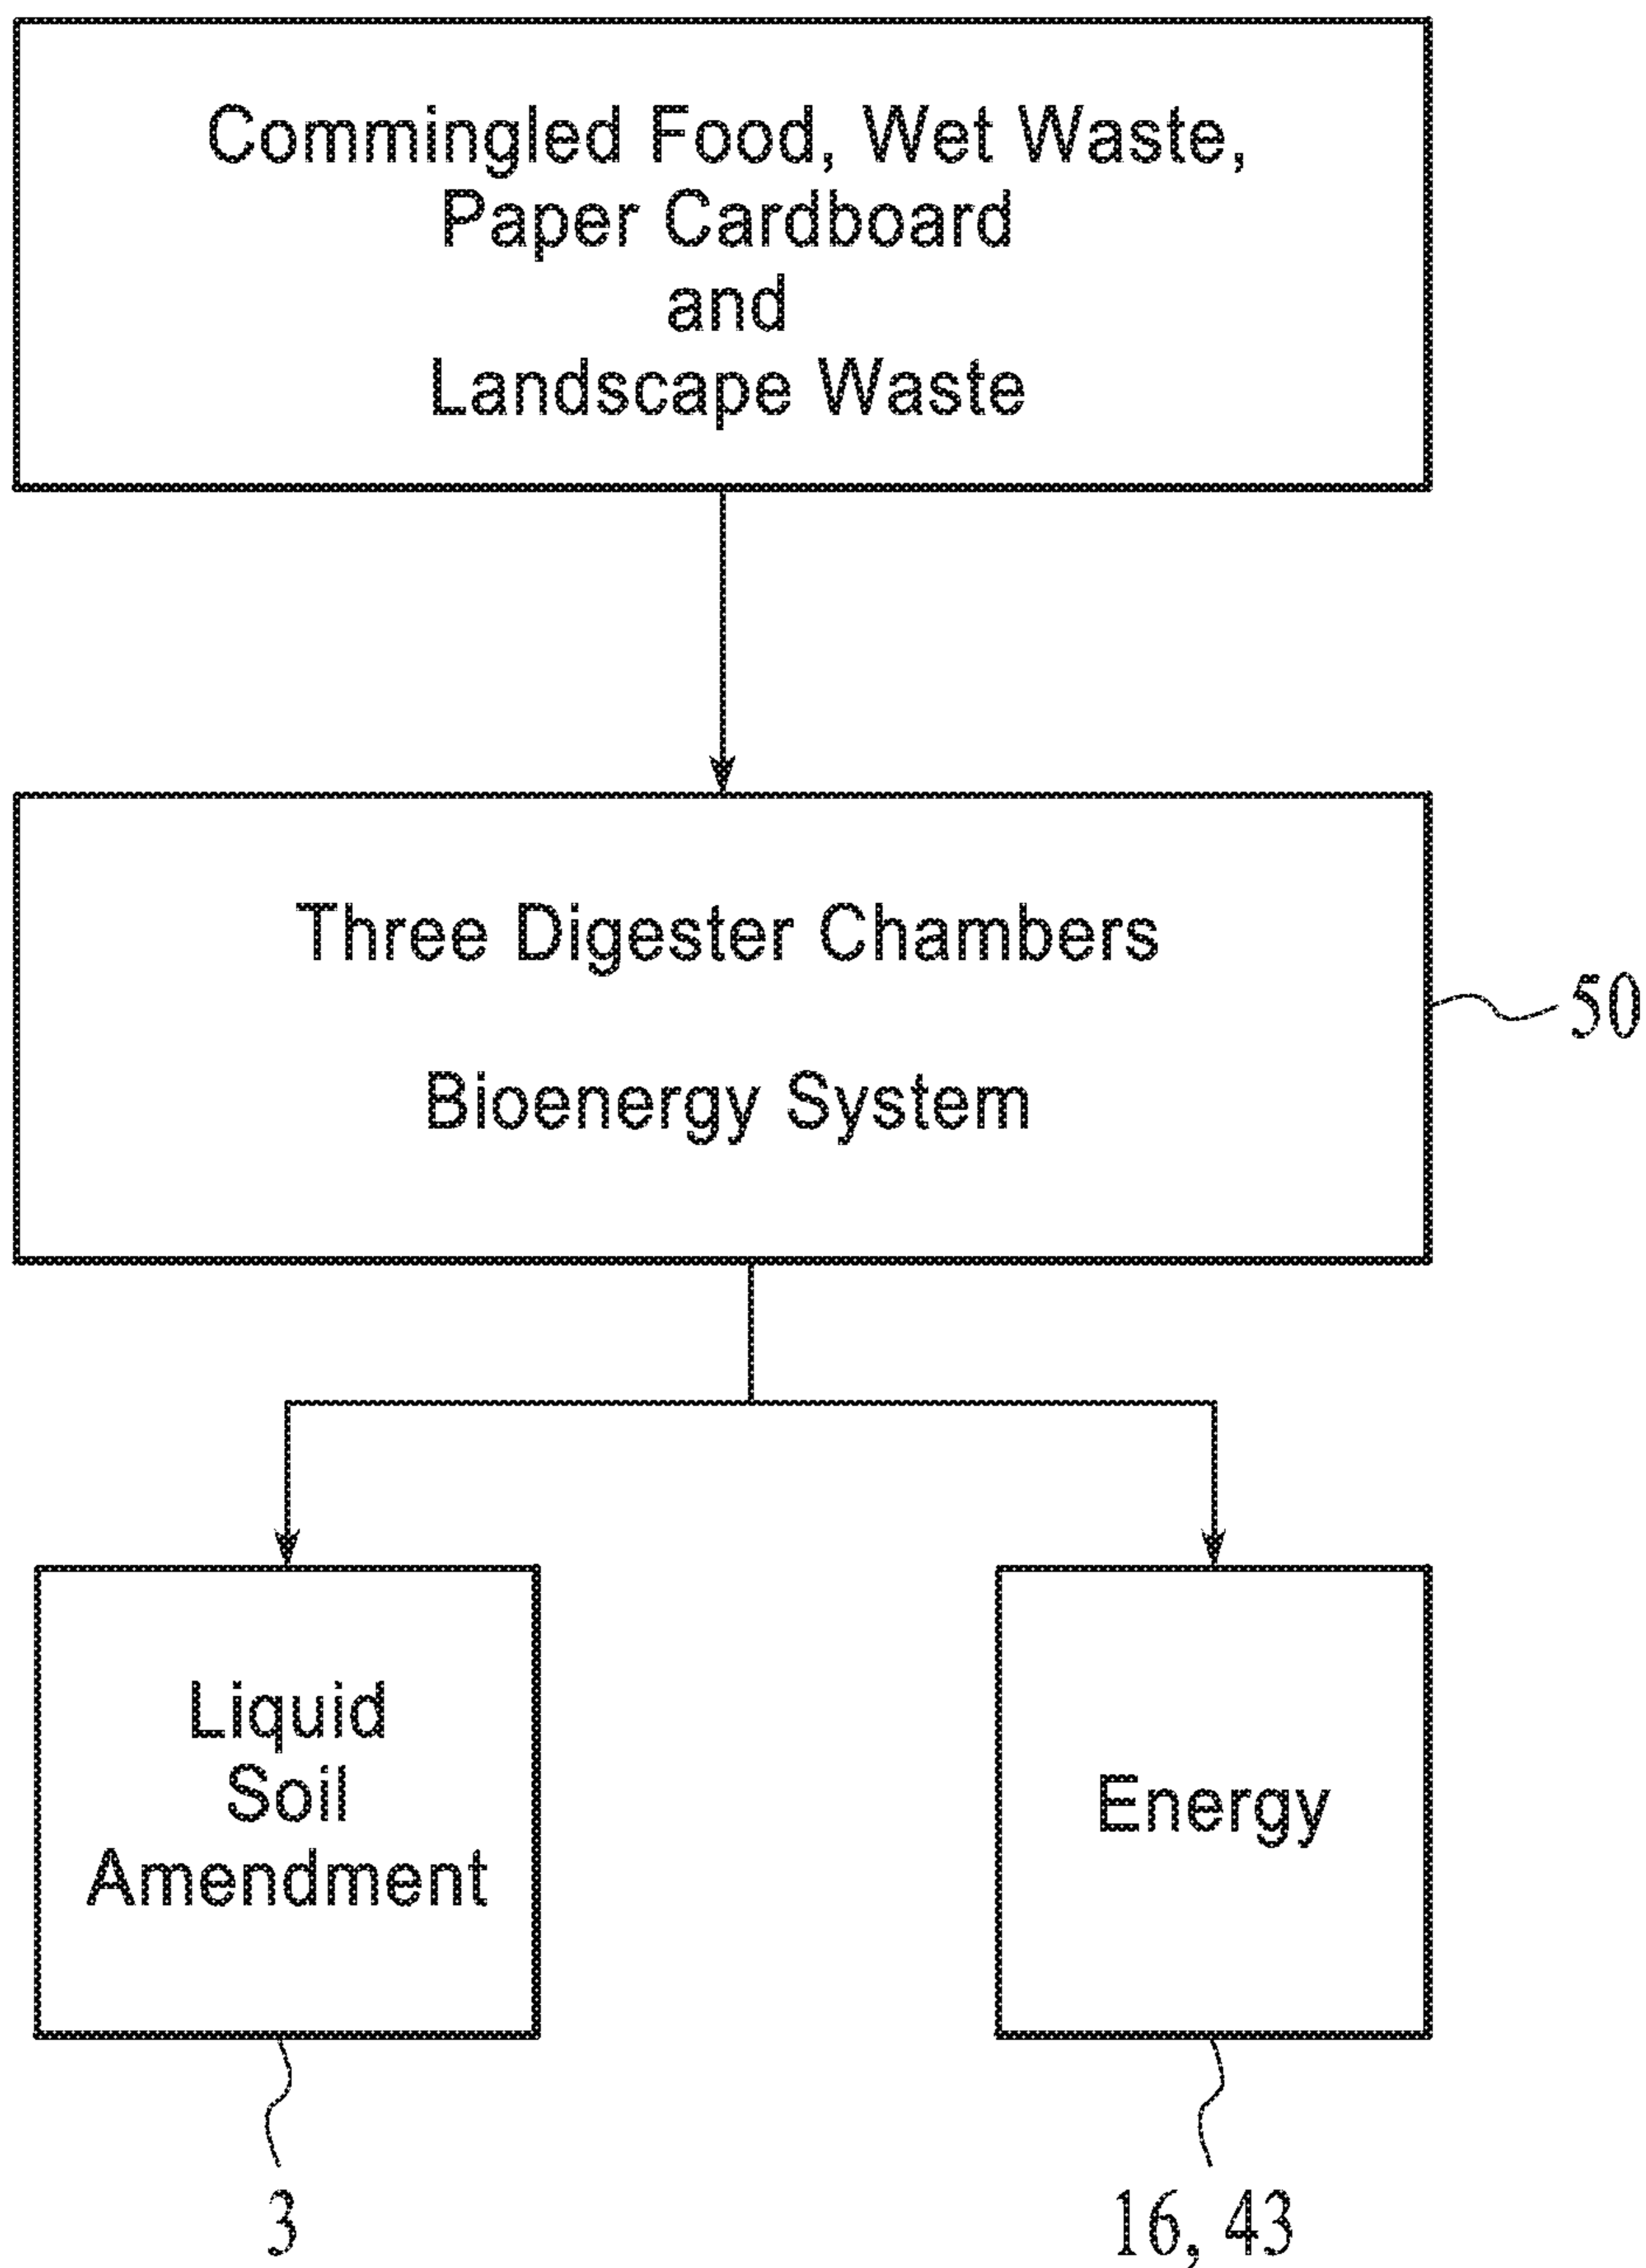 Commingled Food, Wet Waste,
Paper Cardboard
and
Landscape Waste
Three Digester Chambers
Bioenergy System
50
Liquid
Soil
Amendment
Energy
3
16, 43